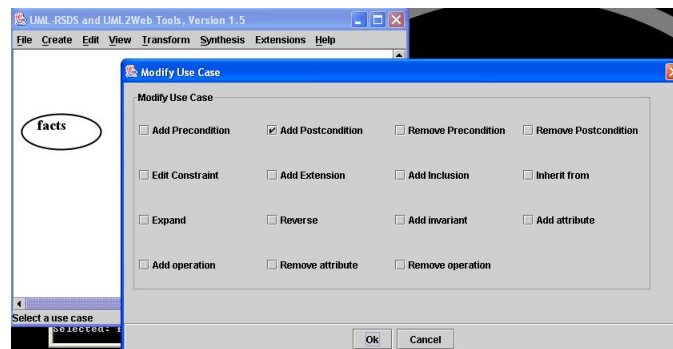 UML-RSDS and UML2Web Tools, Version 1.5
File Create Edit View Transform Synthesis Extensions Help
facts
Modify Use Case
Modify Use Case
Add Precondition Add Postcondition Remove Precondition Remove Postcondition
Edit Constraint Add Extension Add Inclusion Inherit from
Expand Reverse Add invariant Add attribute
Add operation Remove attribute Remove operation
Select a use case
Selected:
Ok Cancel